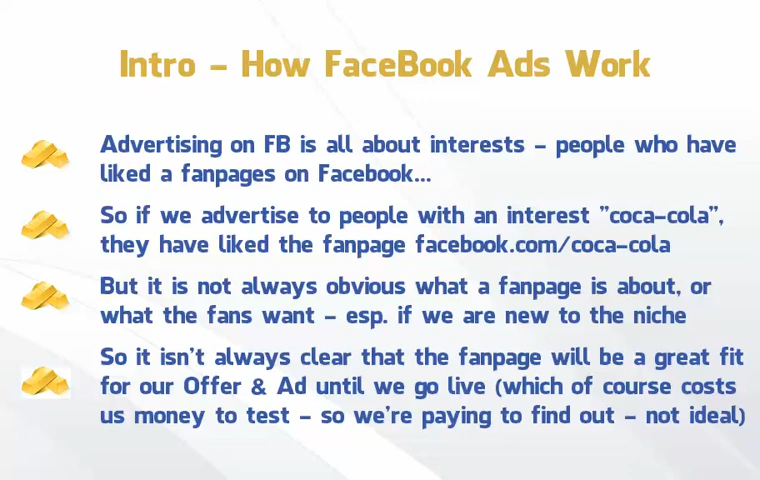 Intro - How FaceBook Ads Work
Advertising on FB is all about interests - people who have
liked a fanpages on Facebook...
So if we advertise to people with an interest "coca-cola",
they have liked the fanpage facebook.com/coca-cola
But it is not always obvious what a fanpage is about, or
what the fans want - esp. if we are new to the niche
So it isn't always clear that the fanpage will be a great fit
for our Offer & Ad until we go live (which of course costs
us money to test - so we're paying to find out - not ideal)